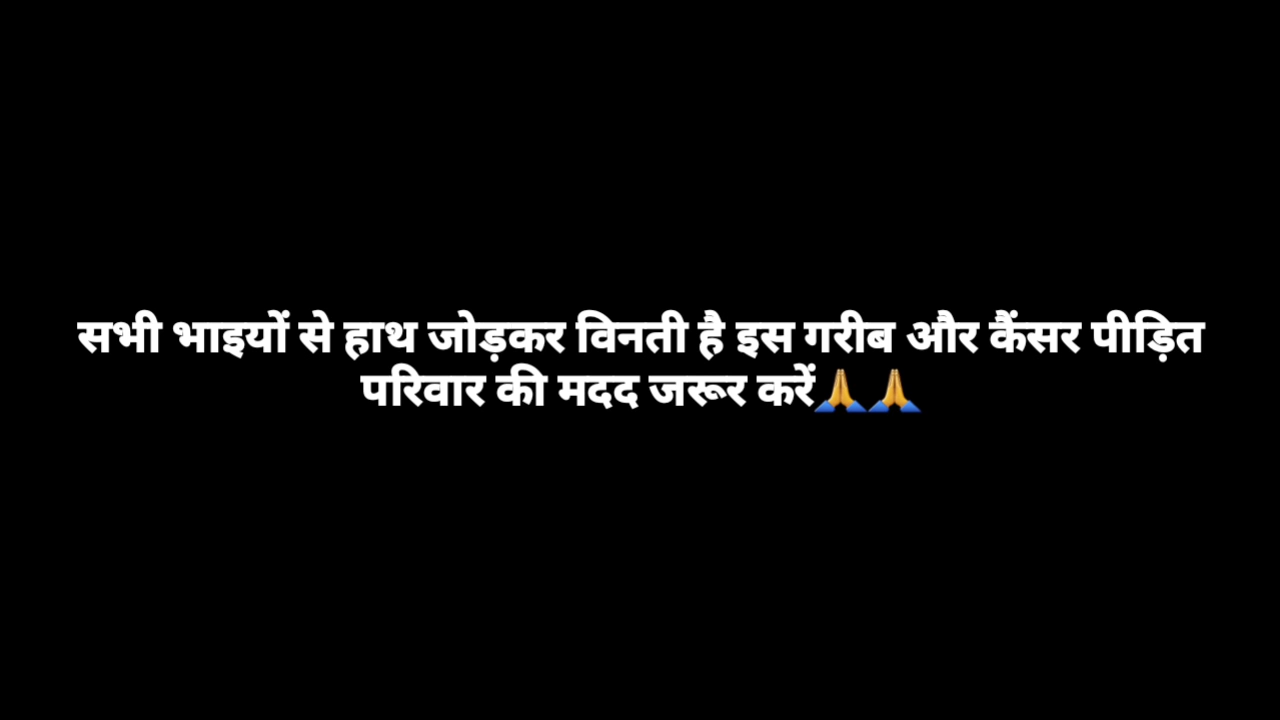 सभी भाइयों से हाथ जोड़कर विनती है इस गरीब और कैंसर पीड़ित
परिवार की मदद जरूर करें🙏🙏